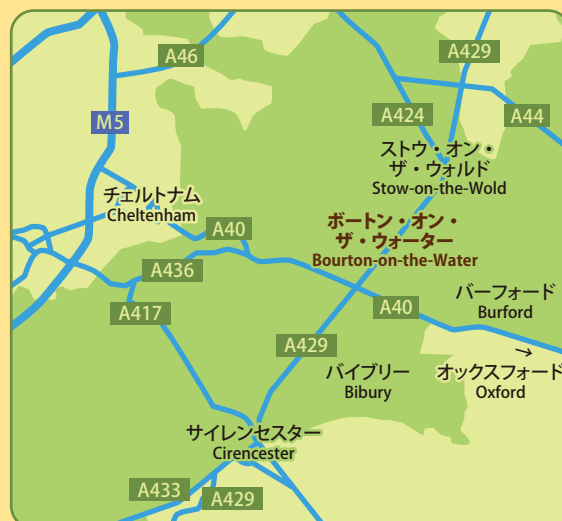 A46
A429
M5
A424
A44
ストウ・オン・
ザ・ウォルド
Stow-on-the-Wold
チェルトナム
Cheltenham
ボートン・オン・
ザ・ウォーター
Bourton-on-the-Water
A40
A436
バーフォード
Burford
A417
A40
A429
バイブリー
Bibury
→
オックスフォード
Oxford
サイレンセスター
Cirencester
A433
A429